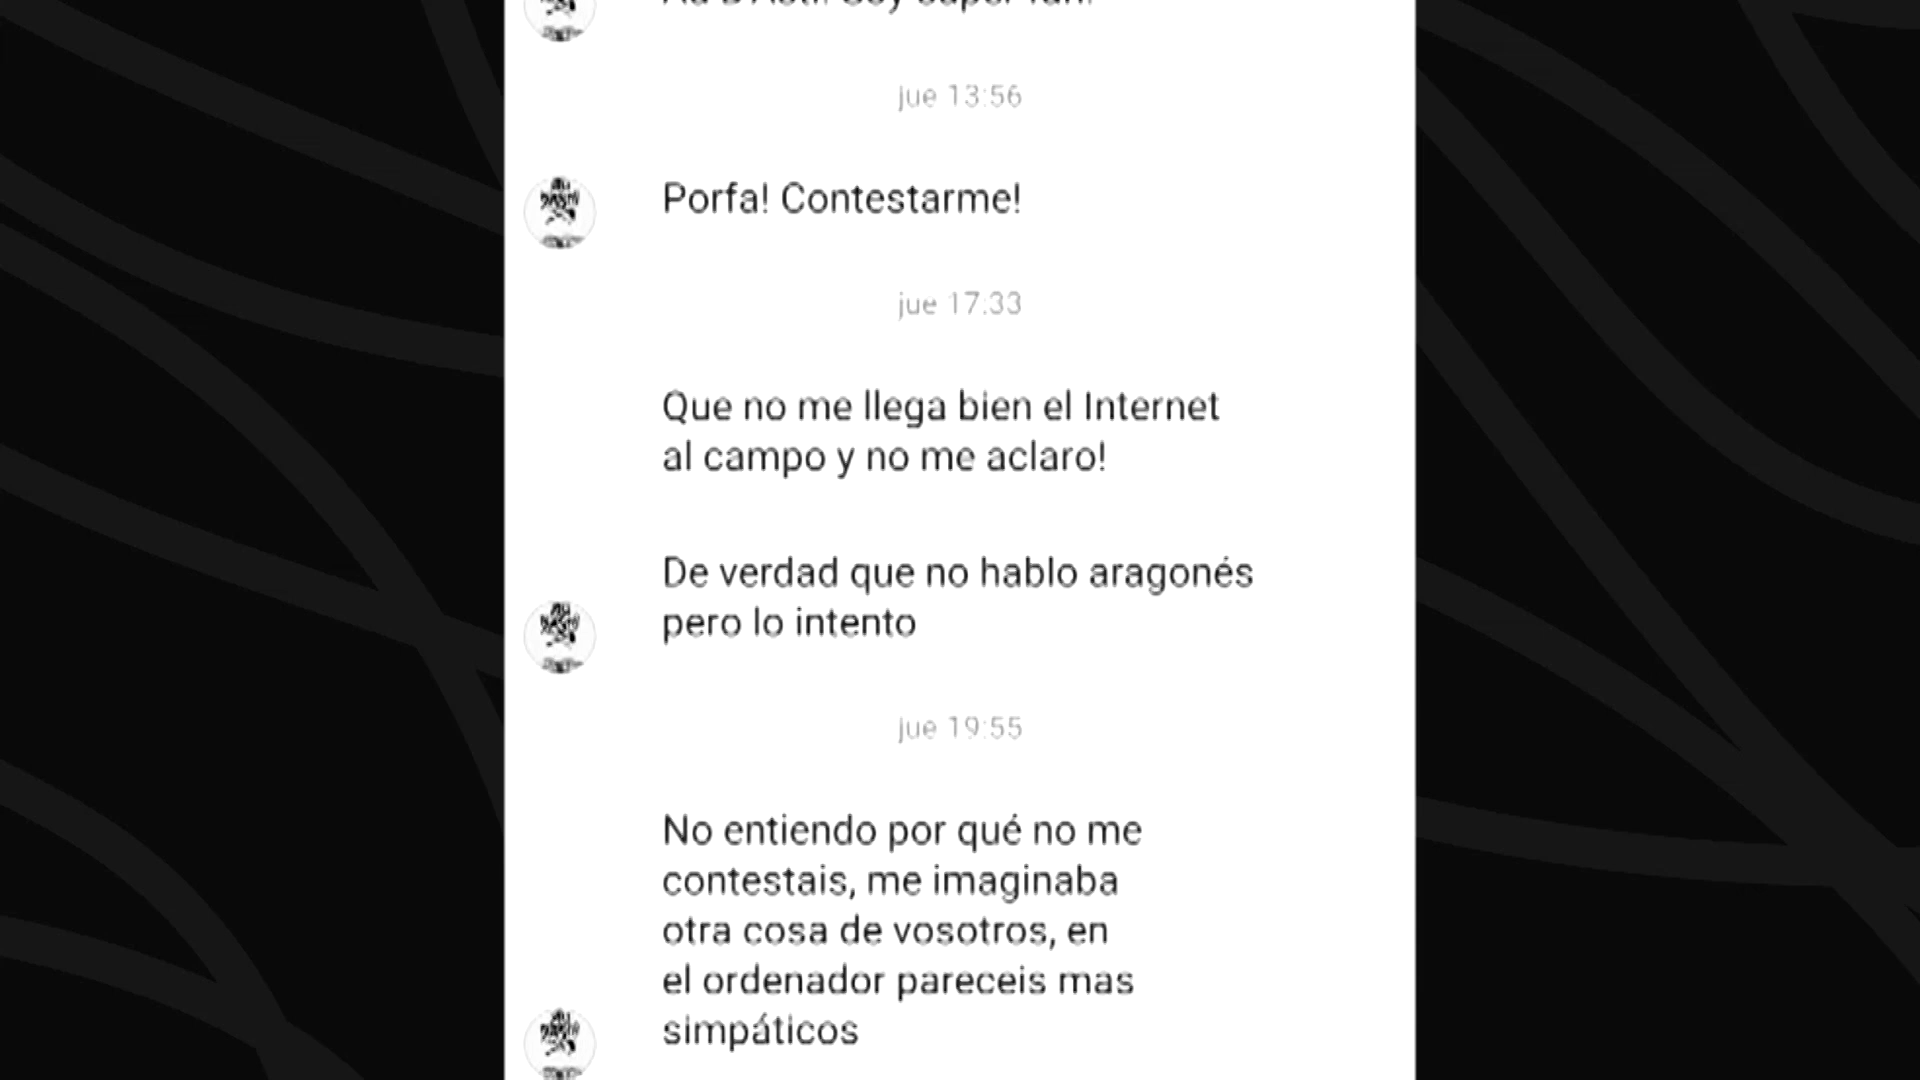 jue 13:56
Porfa! Contestarme!
jue 17:33
Que no me llega bien el Internet
al campo y no me aclaro!
De verdad que no hablo aragonés
pero lo intento
jue 19:55
No entiendo por qué no me
contestais, me imaginaba
otra cosa de vosotros, en
el ordenador pareceis mas
simpáticos